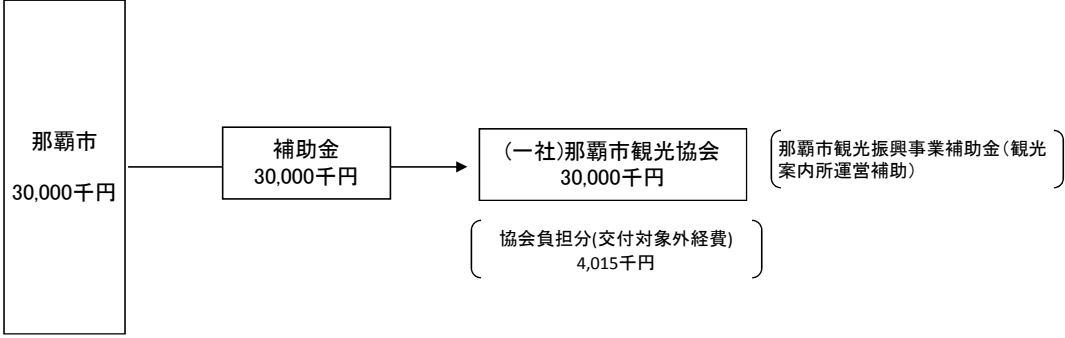 那覇市
30,000千円
補助金
30,000千円
(一社)那覇市観光協会
30,000千円
那覇市観光振興事業補助金(観光
案内所運営補助)
協会負担分(交付対象外経費)
4,015千円